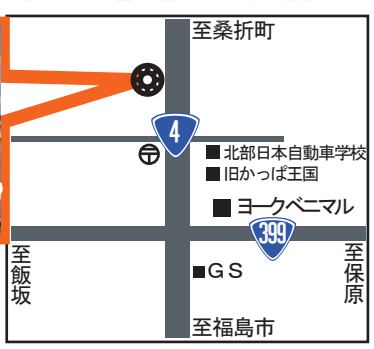 至桑折町
4
〒
■北部日本自動車学校
■旧かっぱ王国
■ヨークベニマル
399
至飯坂
至保原
■GS
至福島市